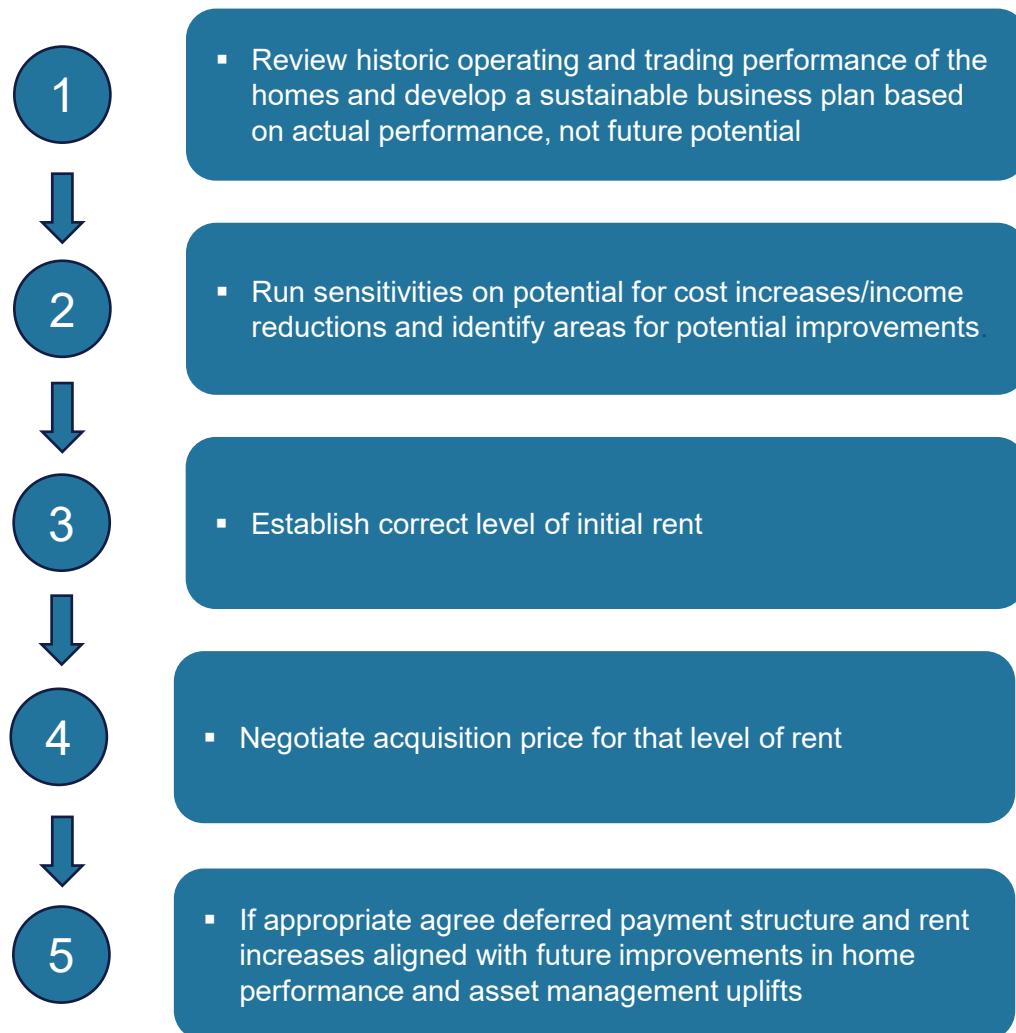 1
▪ Review historic operating and trading performance of the
homes and develop a sustainable business plan based
on actual performance, not future potential
2
▪ Run sensitivities on potential for cost increases/income
reductions and identify areas for potential improvements.
3
▪ Establish correct level of initial rent
4
▪ Negotiate acquisition price for that level of rent
5
▪ If appropriate agree deferred payment structure and rent
increases aligned with future improvements in home
performance and asset management uplifts